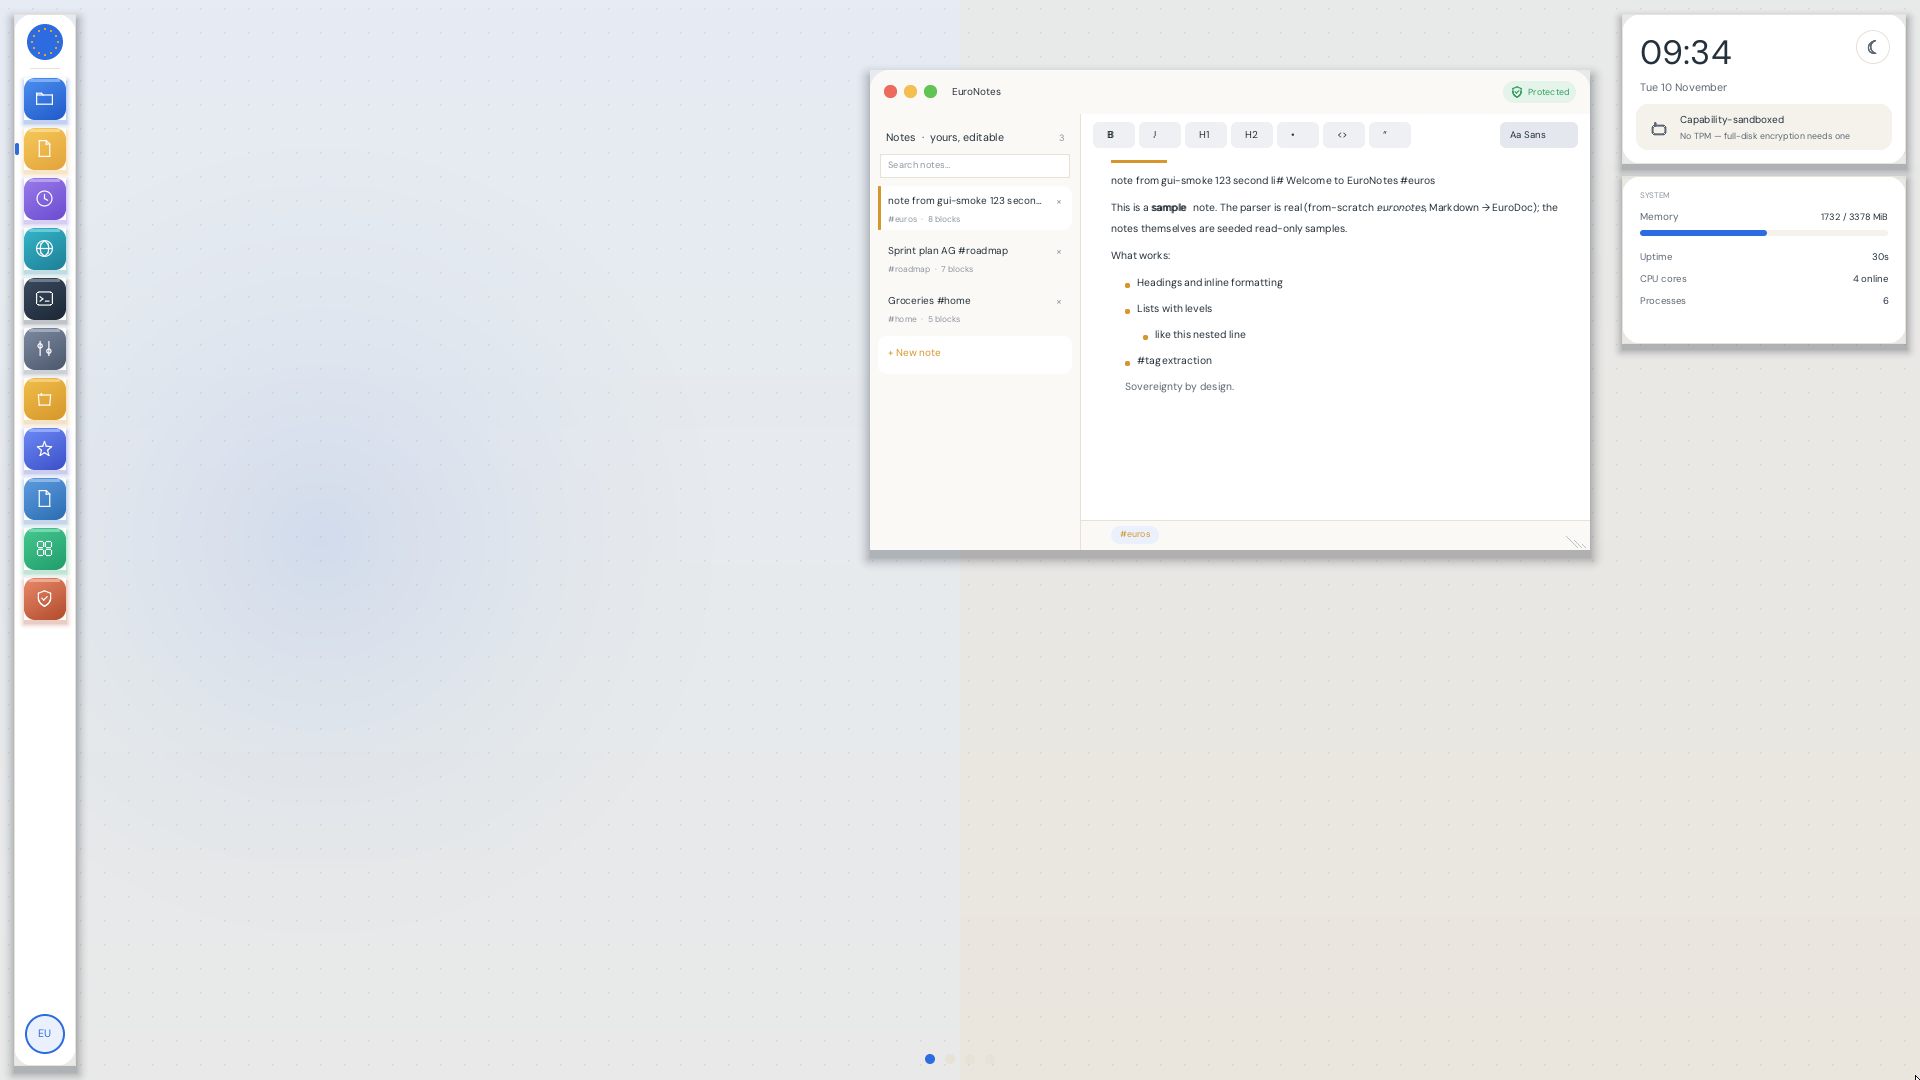 EuroNotes
Protected
Notes · yours, editable 3
Search notes...
note from gui-smoke 123 secon... ×
#euros · 8 blocks
Sprint plan AG #roadmap ×
#roadmap · 7 blocks
Groceries #home ×
#home · 5 blocks
+ New note
B I H1 H2 • <> " Aa Sans
note from gui-smoke 123 second li# Welcome to EuroNotes #euros
This is a sample note. The parser is real (from-scratch euronotes, Markdown → EuroDoc); the
notes themselves are seeded read-only samples.
What works:
Headings and inline formatting
Lists with levels
like this nested line
#tag extraction
Sovereignty by design.
#euros
09:34
Tue 10 November
Capability-sandboxed
No TPM — full-disk encryption needs one
SYSTEM
Memory 1732 / 3378 MiB
Uptime 30s
CPU cores 4 online
Processes 6
EU